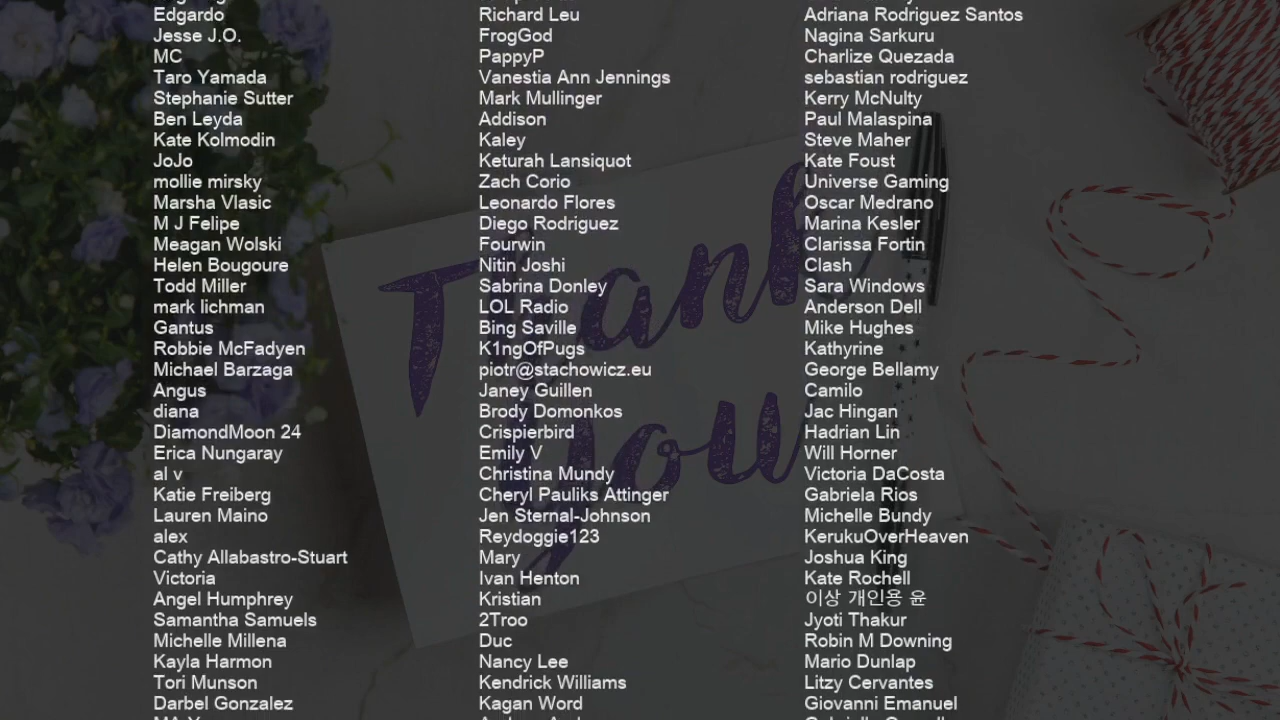 Edgardo
Jesse J.O.
MC
Taro Yamada
Stephanie Sutter
Ben Leyda
Kate Kolmodin
JoJo
mollie mirsky
Marsha Vlasic
M J Felipe
Meagan Wolski
Helen Bougoure
Todd Miller
mark lichman
Gantus
Robbie McFadyen
Michael Barzaga
Angus
diana
DiamondMoon 24
Erica Nungaray
al v
Katie Freiberg
Lauren Maino
alex
Cathy Allabastro-Stuart
Victoria
Angel Humphrey
Samantha Samuels
Michelle Millena
Kayla Harmon
Tori Munson
Darbel Gonzalez
Richard Leu
FrogGod
PappyP
Vanestia Ann Jennings
Mark Mullinger
Addison
Kaley
Keturah Lansiquot
Zach Corio
Leonardo Flores
Diego Rodriguez
Fourwin
Nitin Joshi
Sabrina Donley
LOL Radio
Bing Saville
K1ngOfPugs
piotr@stachowicz.eu
Janey Guillen
Brody Domonkos
Crispierbird
Emily V
Christina Mundy
Cheryl Pauliks Attinger
Jen Sternal-Johnson
Reydoggie123
Mary
Ivan Henton
Kristian
2Troo
Duc
Nancy Lee
Kendrick Williams
Kagan Word
Adriana Rodriguez Santos
Nagina Sarkuru
Charlize Quezada
sebastian rodriguez
Kerry McNulty
Paul Malaspina
Steve Maher
Kate Foust
Universe Gaming
Oscar Medrano
Marina Kesler
Clarissa Fortin
Clash
Sara Windows
Anderson Dell
Mike Hughes
Kathyrine
George Bellamy
Camilo
Jac Hingan
Hadrian Lin
Will Horner
Victoria DaCosta
Gabriela Rios
Michelle Bundy
KerukuOverHeaven
Joshua King
Kate Rochell
이상 개인용 윤
Jyoti Thakur
Robin M Downing
Mario Dunlap
Litzy Cervantes
Giovanni Emanuel
Thank
you